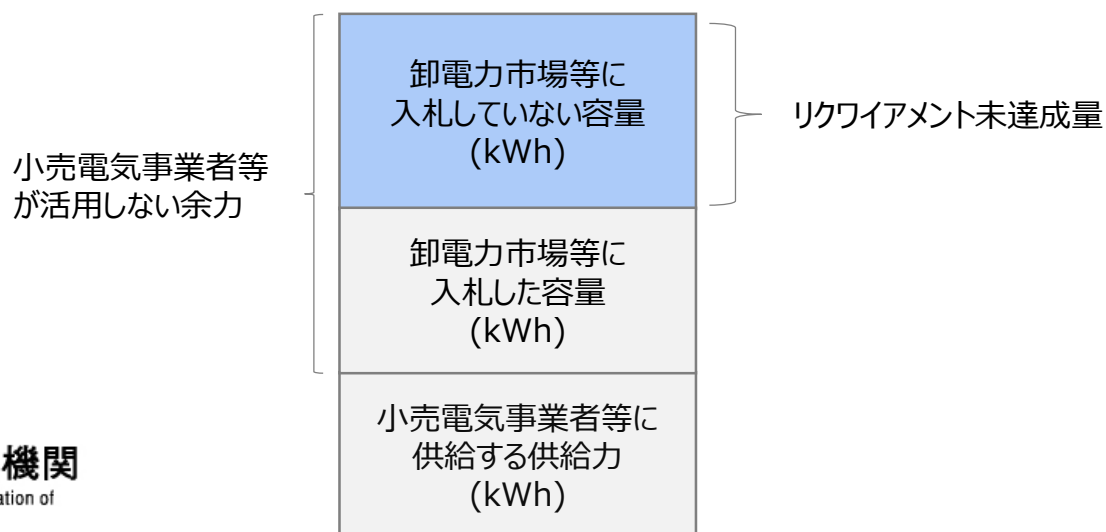 卸電力市場等に
入札していない容量
(kWh)
リクワイアメント未達成量
小売電気事業者等
が活用しない余力
卸電力市場等に
入札した容量
(kWh)
小売電気事業者等に
供給する供給力
(kWh)
機関
ation of